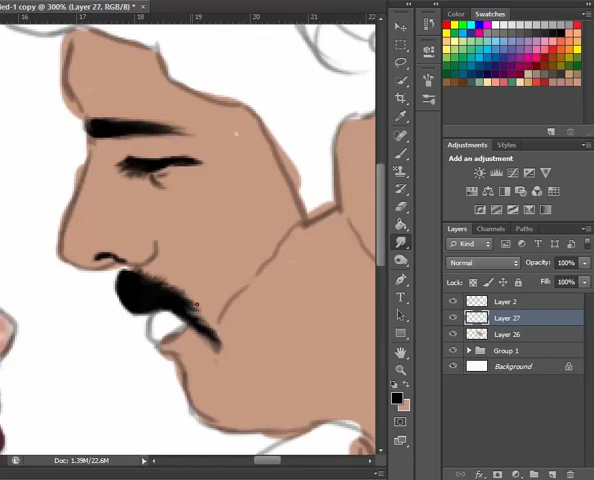 led-1 copy @ 300% (Layer 27, RGB/8) *
16 17 18 19 20 21 22
Color Swatches
Adjustments Styles
Add an adjustment
Layers Channels Paths
Kind
Normal Opacity: 100%
Lock: Fill: 100%
Layer 2
Layer 27
Layer 26
Group 1
Background
fx
Doc: 1.39M/22.6M